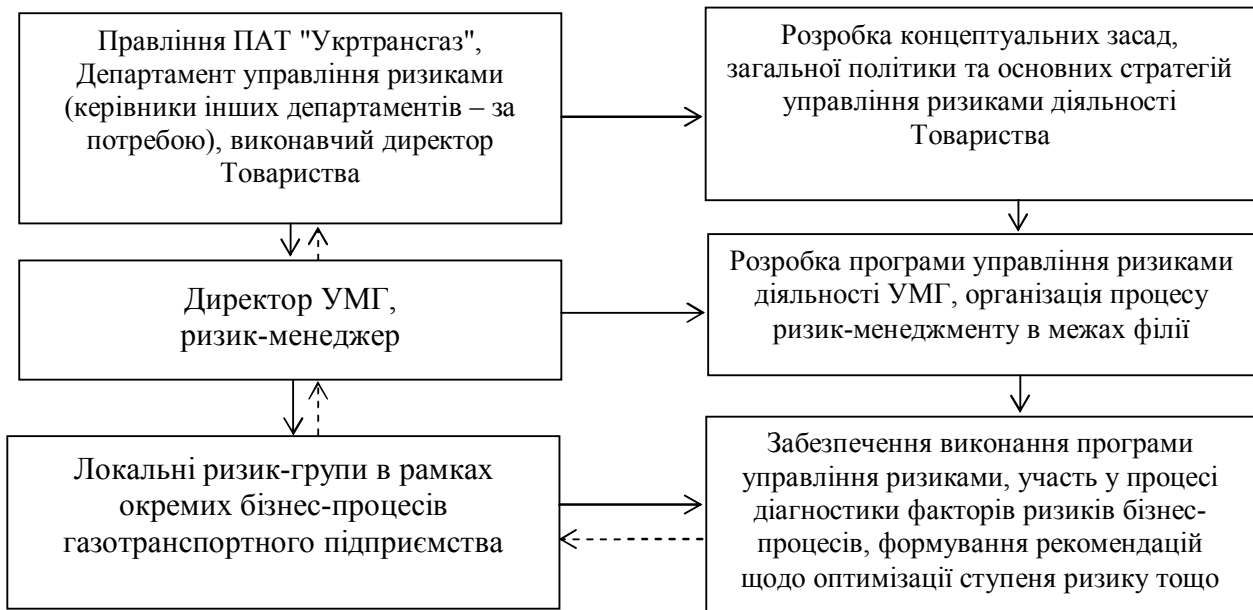 Правління ПАТ "Укртрансгаз",
Департамент управління ризиками
(керівники інших департаментів – за
потребою), виконавчий директор
Товариства
Розробка концептуальних засад,
загальної політики та основних стратегій
управління ризиками діяльності
Товариства
Директор УМГ,
ризик-менеджер
Розробка програми управління ризиками
діяльності УМГ, організація процесу
ризик-менеджменту в межах філії
Локальні ризик-групи в рамках
окремих бізнес-процесів
газотранспортного підприємства
Забезпечення виконання програми
управління ризиками, участь у процесі
діагностики факторів ризиків бізнес-
процесів, формування рекомендацій
щодо оптимізації ступеня ризику тощо